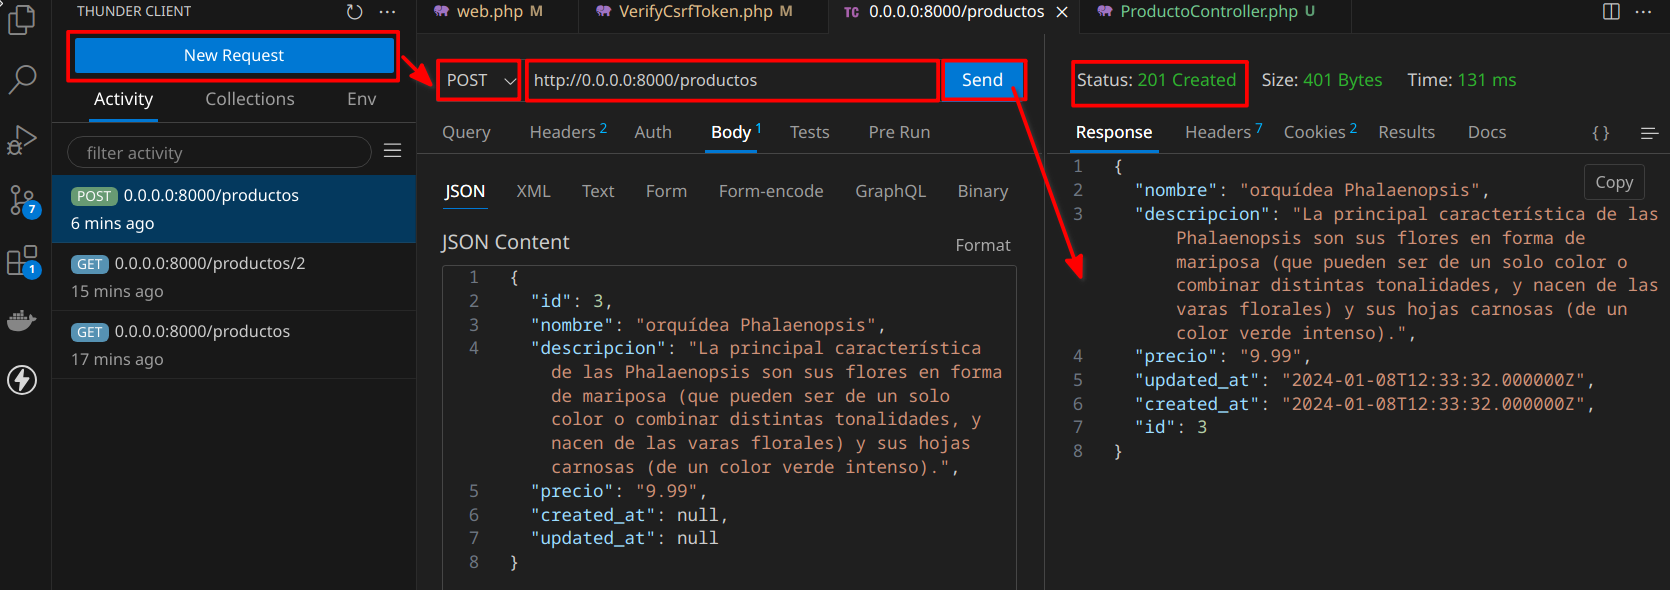 THUNDER CLIENT
New Request
Activity Collections Env
filter activity
POST 0.0.0.0:8000/productos
6 mins ago
GET 0.0.0.0:8000/productos/2
15 mins ago
GET 0.0.0.0:8000/productos
17 mins ago
7
1
web.php M
VerifyCsrfToken.php M
TC 0.0.0.0:8000/productos
ProductoController.php U
POST http://0.0.0.0:8000/productos Send
Query Headers 2 Auth Body 1 Tests Pre Run
JSON XML Text Form Form-encode GraphQL Binary
JSON Content Format
1 {
2 "id": 3,
3 "nombre": "orquídea Phalaenopsis",
4 "descripcion": "La principal característica
de las Phalaenopsis son sus flores en forma
de mariposa (que pueden ser de un solo
color o combinar distintas tonalidades, y
nacen de las varas florales) y sus hojas
carnosas (de un color verde intenso).",
5 "precio": "9.99",
6 "created_at": null,
7 "updated_at": null
8 }
Status: 201 Created Size: 401 Bytes Time: 131 ms
Response Headers 7 Cookies 2 Results Docs { }
Copy
1 {
2 "nombre": "orquídea Phalaenopsis",
3 "descripcion": "La principal característica de las
Phalaenopsis son sus flores en forma de
mariposa (que pueden ser de un solo color o
combinar distintas tonalidades, y nacen de las
varas florales) y sus hojas carnosas (de un
color verde intenso).",
4 "precio": "9.99",
5 "updated_at": "2024-01-08T12:33:32.000000Z",
6 "created_at": "2024-01-08T12:33:32.000000Z",
7 "id": 3
8 }